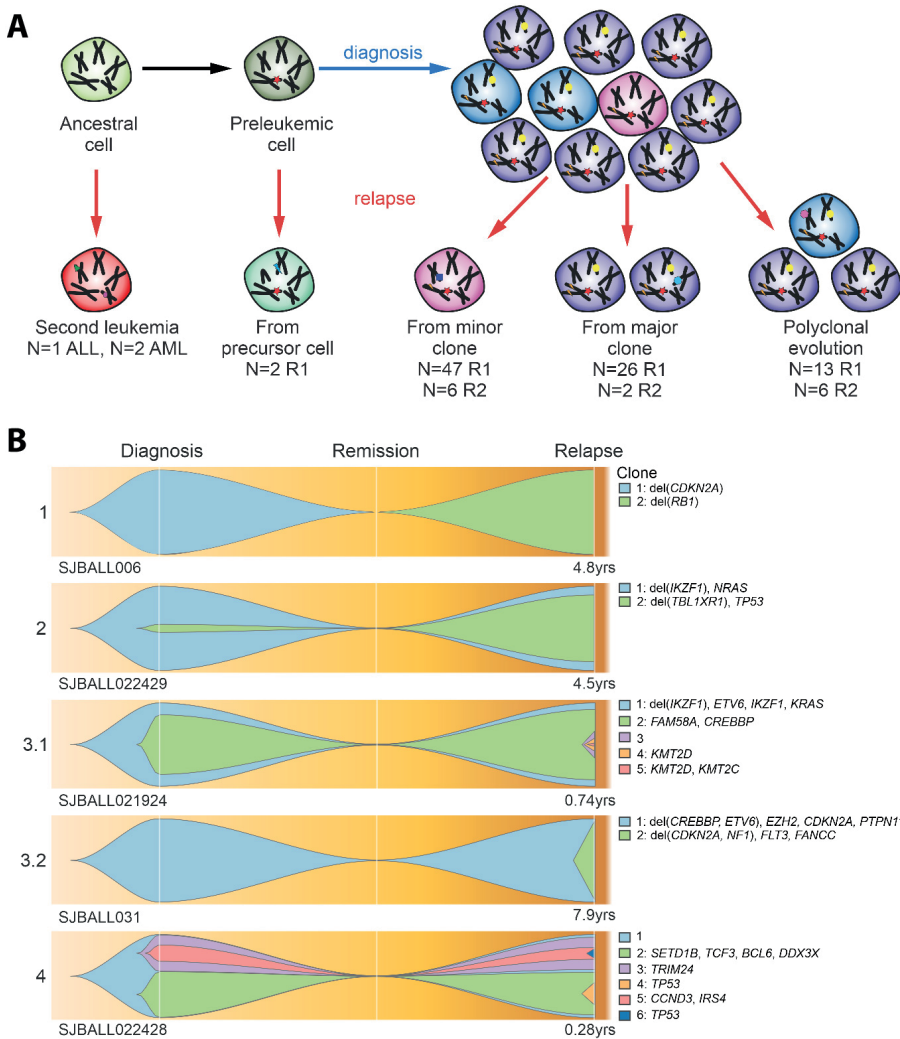 A
diagnosis
Ancestral
cell
Preleukemic
cell
relapse
Second leukemia
N=1 ALL, N=2 AML
From
precursor cell
N=2 R1
From minor
clone
N=47 R1
N=6 R2
From major
clone
N=26 R1
N=2 R2
Polyclonal
evolution
N=13 R1
N=6 R2
B
Diagnosis
Remission
Relapse
Clone
1: del(CDKN2A)
2: del(RB1)
1
SJBALL006
4.8yrs
1: del(IKZF1), NRAS
2: del(TBL1XR1), TP53
2
SJBALL022429
4.5yrs
1: del(IKZF1), ETV6, IKZF1, KRAS
2: FAM58A, CREBBP
3
4: KMT2D
5: KMT2D, KMT2C
3.1
SJBALL021924
0.74yrs
1: del(CREBBP, ETV6), EZH2, CDKN2A, PTPN1
2: del(CDKN2A, NF1), FLT3, FANCC
3.2
SJBALL031
7.9yrs
1
2: SETD1B, TCF3, BCL6, DDX3X
3: TRIM24
4: TP53
5: CCND3, IRS4
6: TP53
4
SJBALL022428
0.28yrs